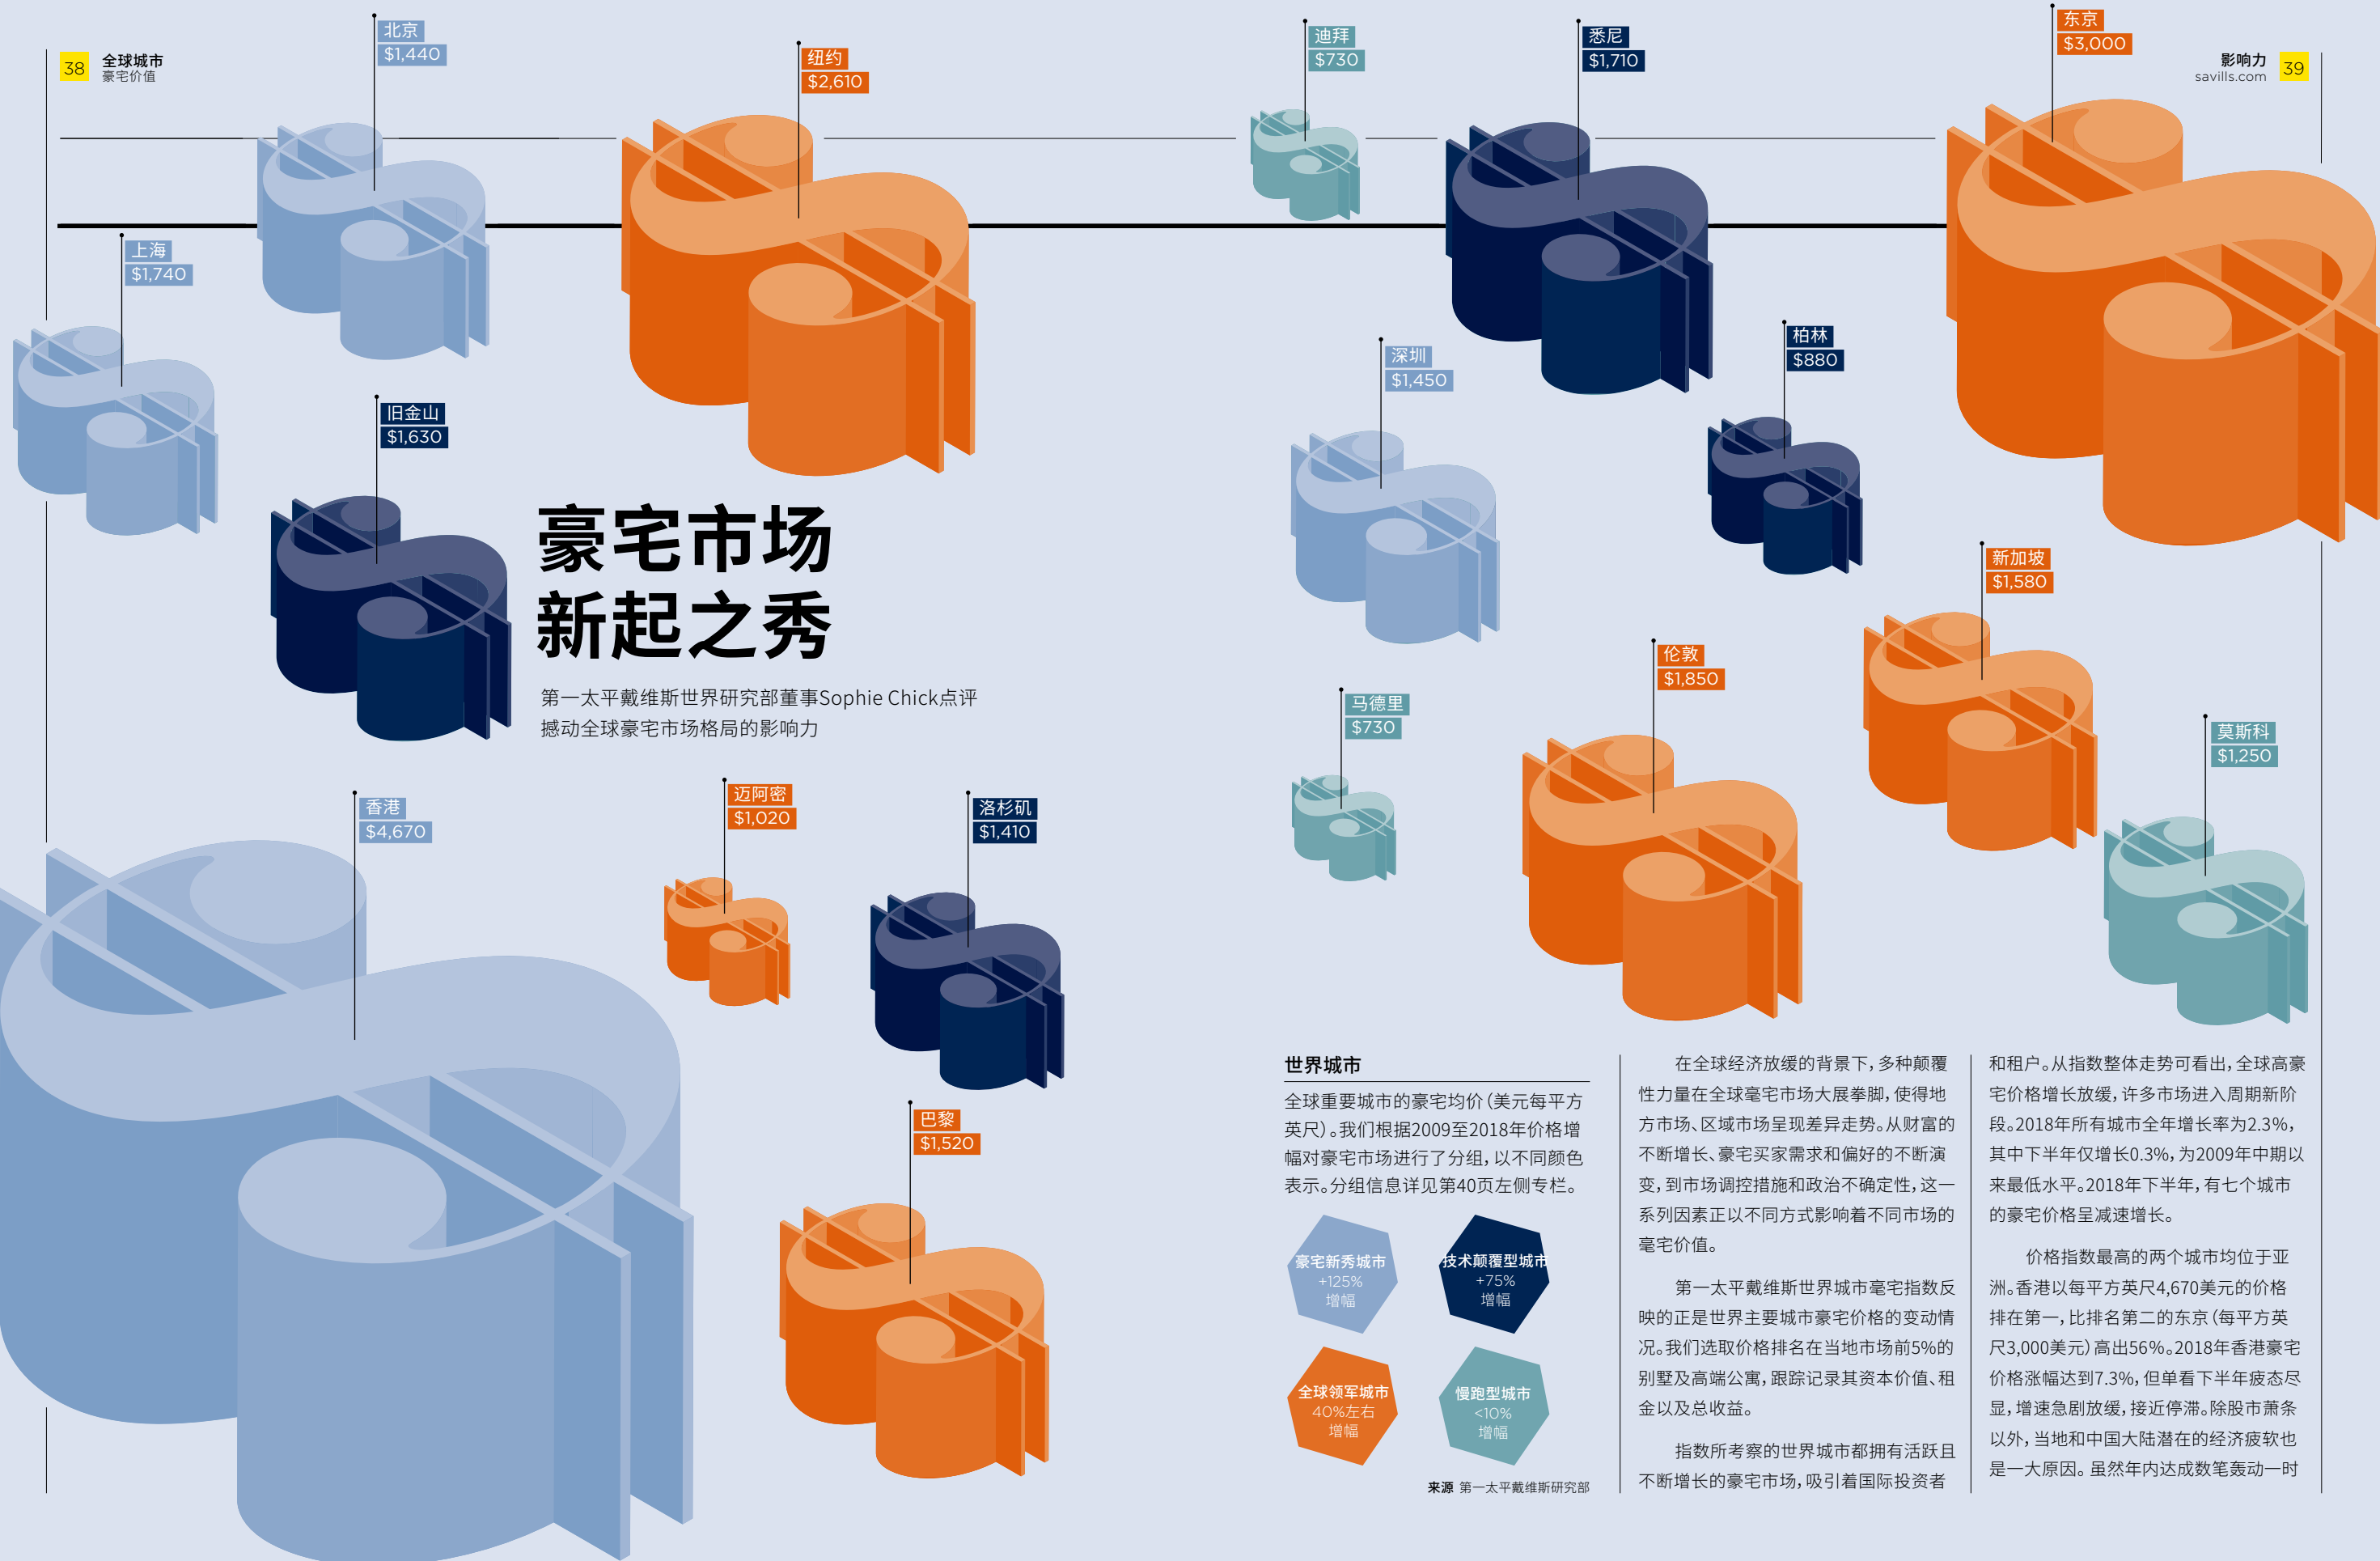 38
全球城市
豪宅价值
北京
$1,440
纽约
$2,610
上海
$1,740
旧金山
$1,630
豪宅市场
新起之秀
第一太平戴维斯世界研究部董事Sophie Chick点评
撼动全球豪宅市场格局的影响力
香港
$4,670
迈阿密
$1,020
洛杉矶
$1,410
巴黎
$1,520
迪拜
$730
悉尼
$1,710
东京
$3,000
影响力
savills.com
39
深圳
$1,450
柏林
$880
新加坡
$1,580
伦敦
$1,850
马德里
$730
莫斯科
$1,250
世界城市
全球重要城市的豪宅均价（美元每平方
英尺）。我们根据2009至2018年价格增
幅对豪宅市场进行了分组，以不同颜色
表示。分组信息详见第40页左侧专栏。
豪宅新秀城市
+125%
增幅
技术颠覆型城市
+75%
增幅
全球领军城市
40%左右
增幅
慢跑型城市
<10%
增幅
来源 第一太平戴维斯研究部
在全球经济放缓的背景下，多种颠覆
性力量在全球毫宅市场大展拳脚，使得地
方市场、区域市场呈现差异走势。从财富的
不断增长、豪宅买家需求和偏好的不断演
变，到市场调控措施和政治不确定性，这一
系列因素正以不同方式影响着不同市场的
毫宅价值。
第一太平戴维斯世界城市毫宅指数反
映的正是世界主要城市豪宅价格的变动情
况。我们选取价格排名在当地市场前5%的
别墅及高端公寓，跟踪记录其资本价值、租
金以及总收益。
指数所考察的世界城市都拥有活跃且
不断增长的豪宅市场，吸引着国际投资者
和租户。从指数整体走势可看出，全球高豪
宅价格增长放缓，许多市场进入周期新阶
段。2018年所有城市全年增长率为2.3%，
其中下半年仅增长0.3%，为2009年中期以
来最低水平。2018年下半年，有七个城市
的豪宅价格呈减速增长。
价格指数最高的两个城市均位于亚
洲。香港以每平方英尺4,670美元的价格
排在第一，比排名第二的东京（每平方英
尺3,000美元）高出56%。2018年香港豪宅
价格涨幅达到7.3%，但单看下半年疲态尽
显，增速急剧放缓，接近停滞。除股市萧条
以外，当地和中国大陆潜在的经济疲软也
是一大原因。虽然年内达成数笔轰动一时